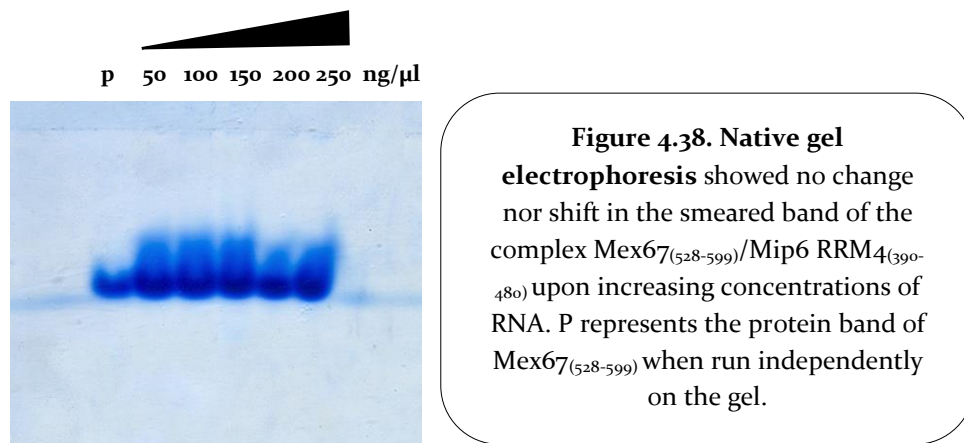 p 50 100 150 200 250 ng/µl
Figure 4.38. Native gel
electrophoresis showed no change
nor shift in the smeared band of the
complex Mex67(528-599)/Mip6 RRM4(390-
480) upon increasing concentrations of
RNA. P represents the protein band of
Mex67(528-599) when run independently
on the gel.